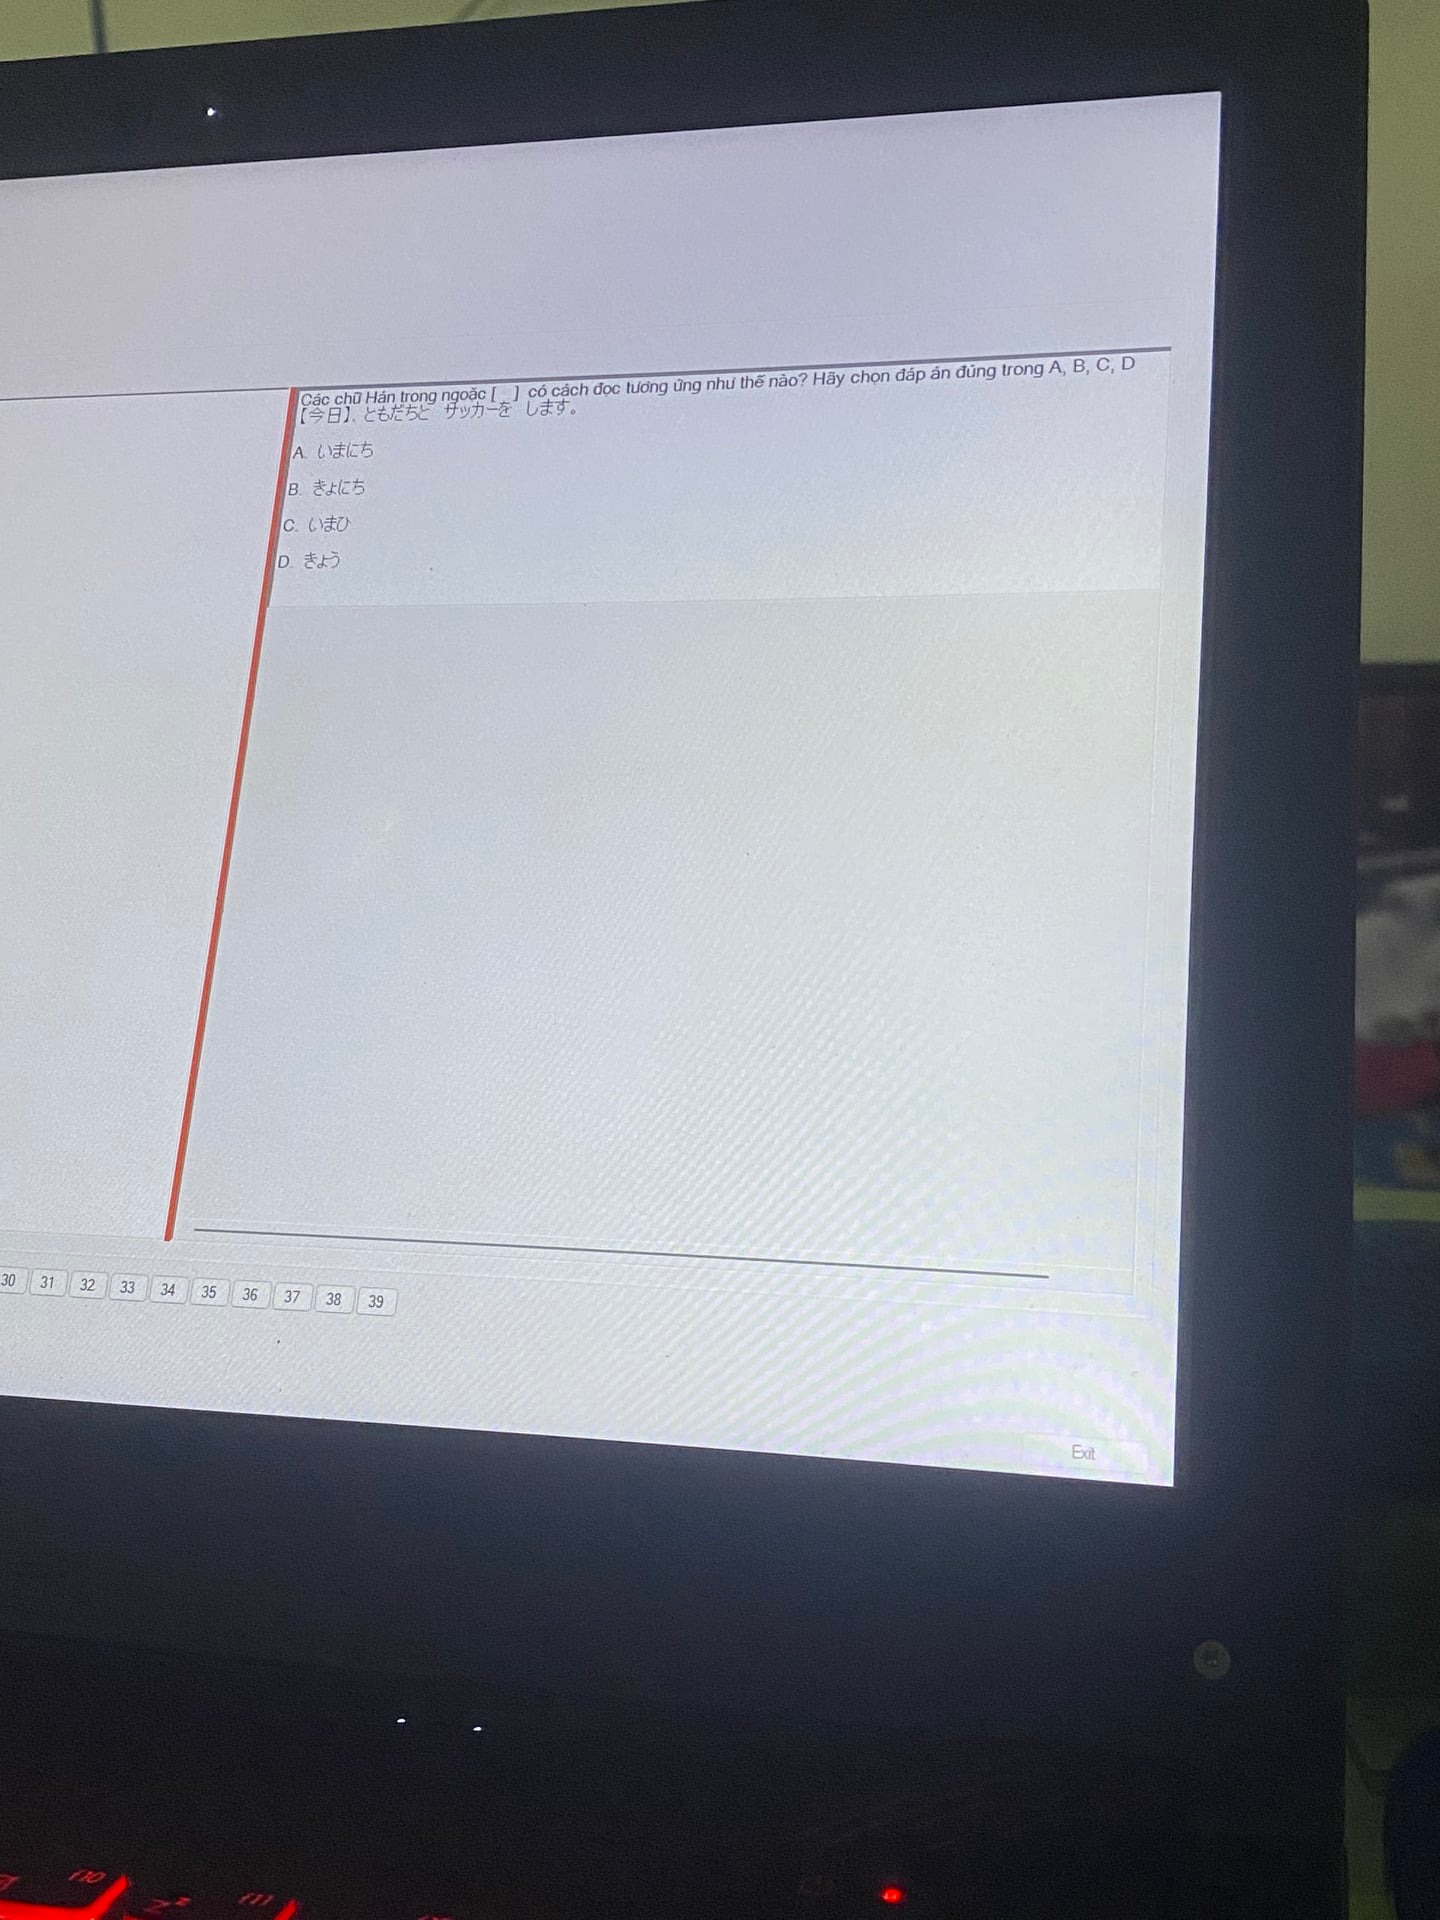 Các chữ Hán trong ngoặc [ _ ] có cách đọc tương ứng như thế nào? Hãy chọn đáp án đúng trong A, B, C, D
【今日】、ともだちと サッカーを します。
A. いまにち
B. きょにち
C. いまひ
D. きょう
30 31 32 33 34 35 36 37 38 39
Exit
f10 f11